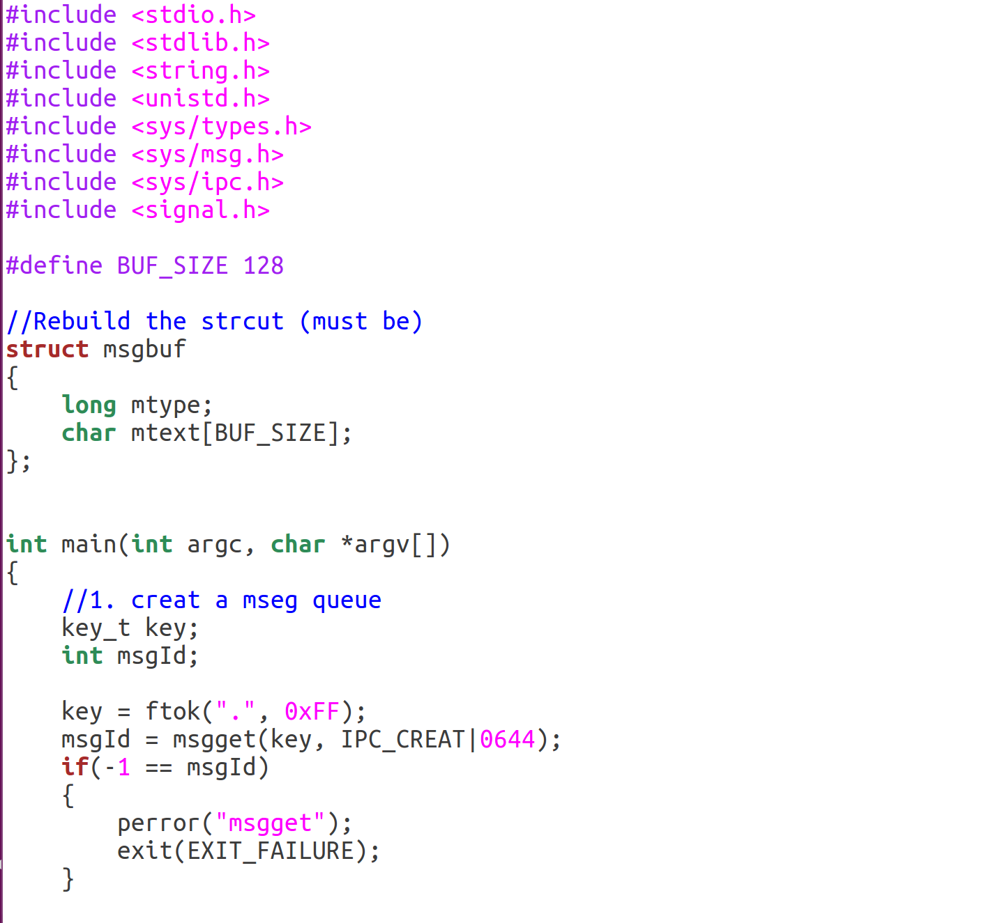 #include <stdio.h>
#include <stdlib.h>
#include <string.h>
#include <unistd.h>
#include <sys/types.h>
#include <sys/msg.h>
#include <sys/ipc.h>
#include <signal.h>

#define BUF_SIZE 128

//Rebuild the strcut (must be)
struct msgbuf
{
    long mtype;
    char mtext[BUF_SIZE];
};


int main(int argc, char *argv[])
{
    //1. creat a mseg queue
    key_t key;
    int msgId;

    key = ftok(".", 0xFF);
    msgId = msgget(key, IPC_CREAT|0644);
    if(-1 == msgId)
    {
        perror("msgget");
        exit(EXIT_FAILURE);
    }